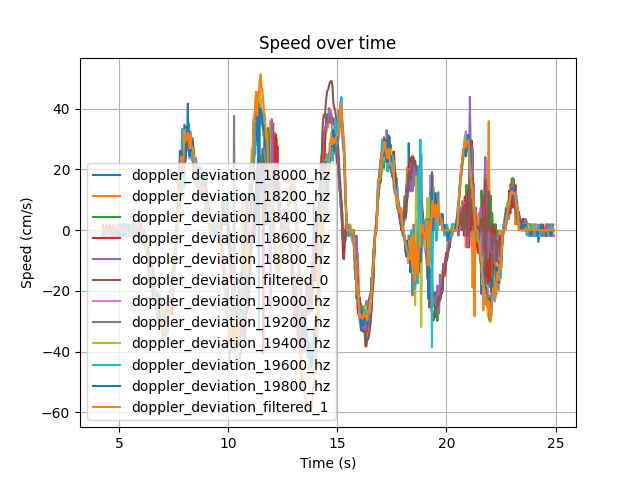 Speed over time
Speed (cm/s)
40
20
0
−20
−40
−60
doppler_deviation_18000_hz
doppler_deviation_18200_hz
doppler_deviation_18400_hz
doppler_deviation_18600_hz
doppler_deviation_18800_hz
doppler_deviation_filtered_0
doppler_deviation_19000_hz
doppler_deviation_19200_hz
doppler_deviation_19400_hz
doppler_deviation_19600_hz
doppler_deviation_19800_hz
doppler_deviation_filtered_1
5 10 15 20 25
Time (s)